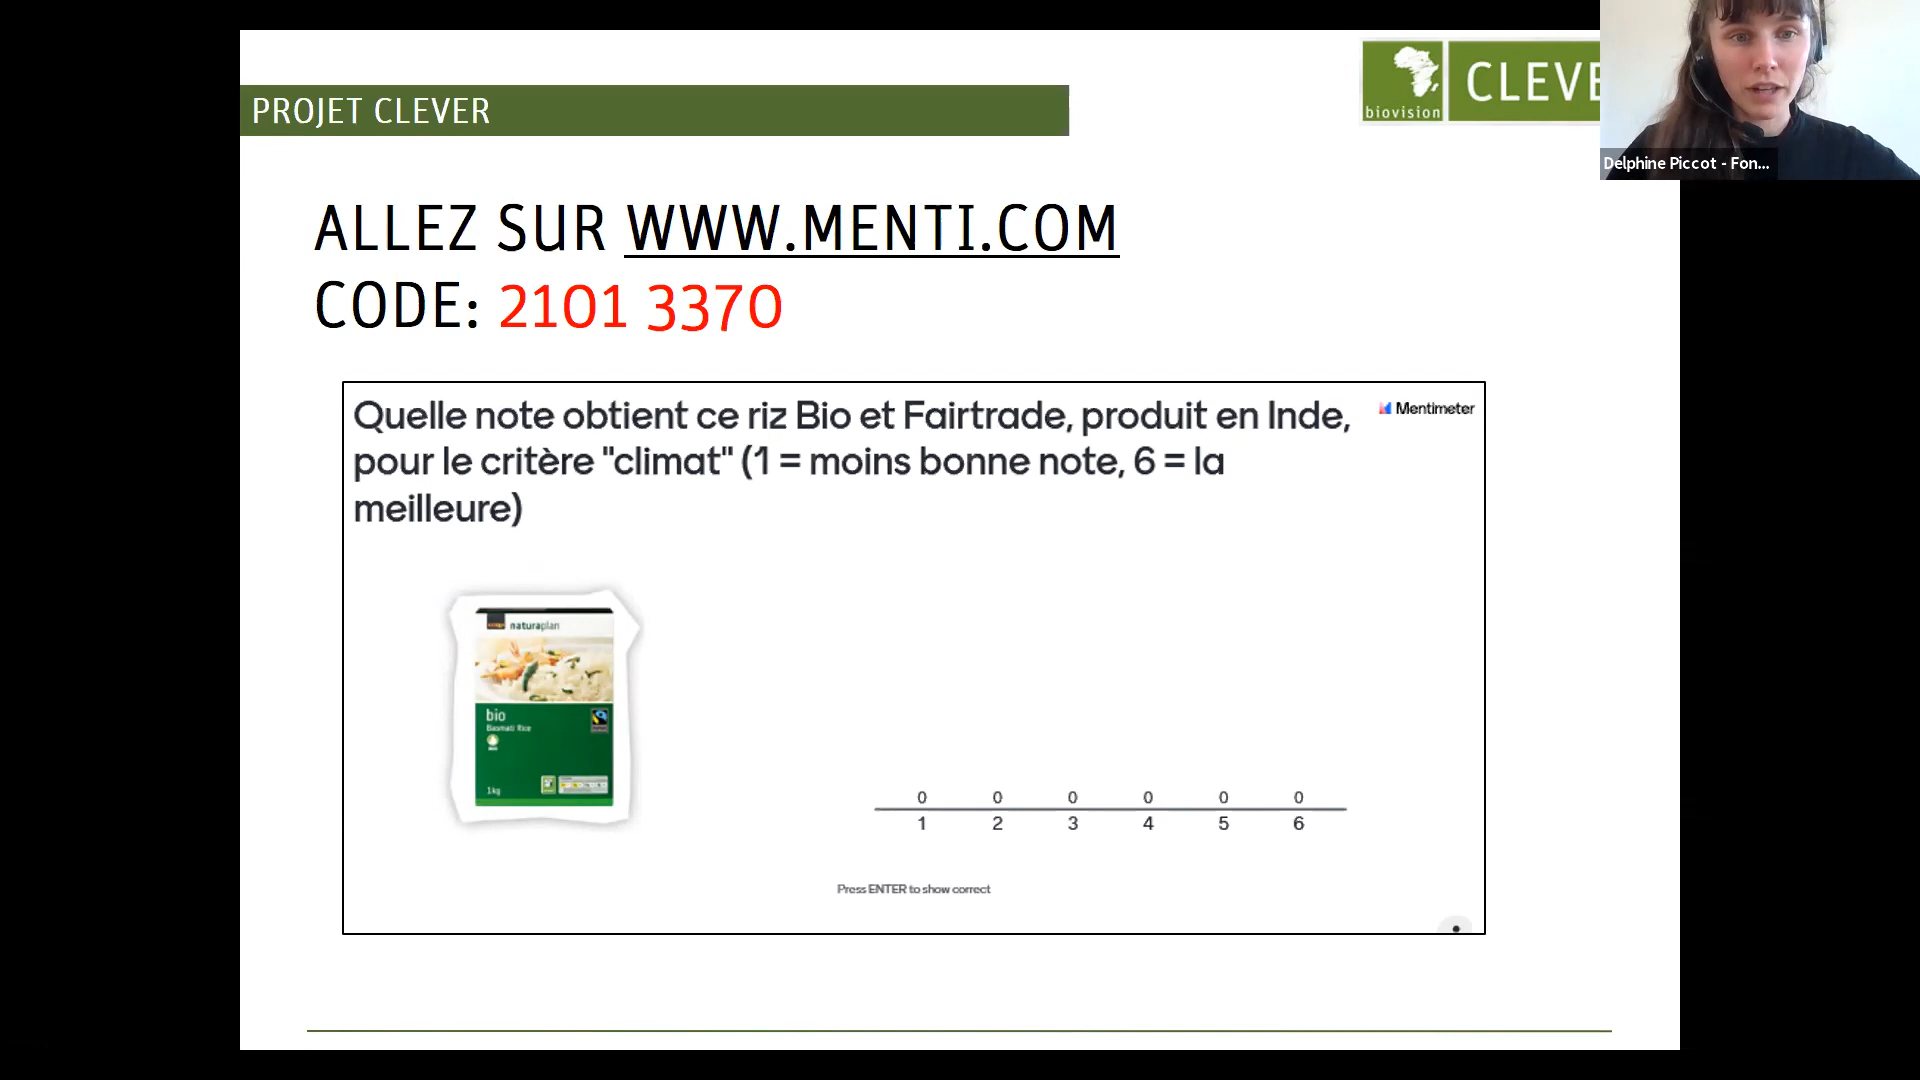 PROJET CLEVER
biovision
CLEVE
Delphine Piccot - Fon...
ALLEZ SUR WWW.MENTI.COM
CODE: 2101 3370
Quelle note obtient ce riz Bio et Fairtrade, produit en Inde,
pour le critère "climat" (1 = moins bonne note, 6 = la
meilleure)
Mentimeter
naturaplan
bio
Basmati Rice
1kg
0 0 0 0 0 0
1 2 3 4 5 6
Press ENTER to show correct